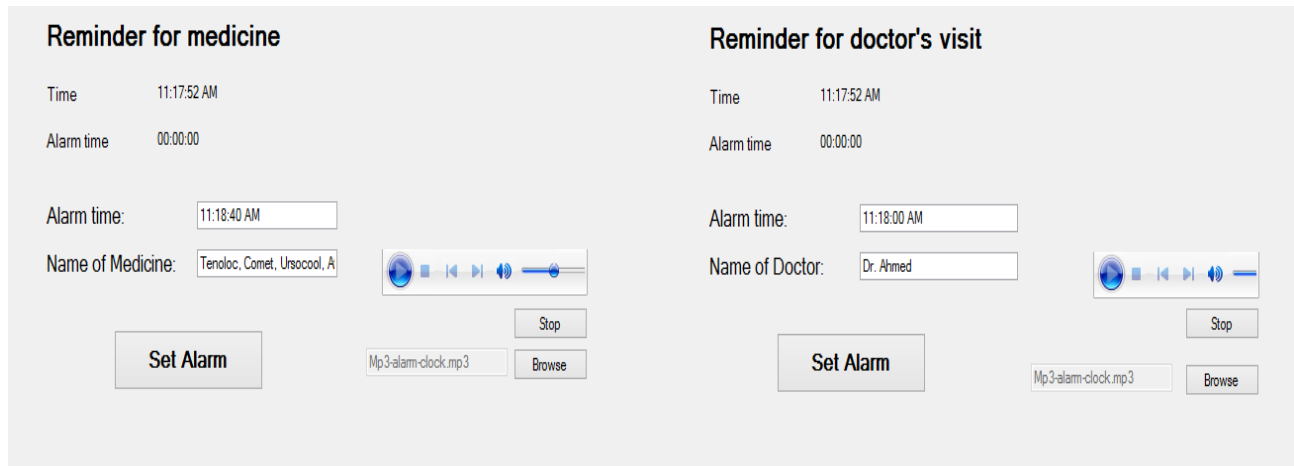 Reminder for medicine
Time 11:17:52 AM
Alarm time 00:00:00
Alarm time: 11:18:40 AM
Name of Medicine: Tenoloc, Comet, Ursocool, A
Stop
Set Alarm
Mp3-alarm-clock.mp3 Browse
Reminder for doctor's visit
Time 11:17:52 AM
Alarm time 00:00:00
Alarm time: 11:18:00 AM
Name of Doctor: Dr. Ahmed
Stop
Set Alarm
Mp3-alarm-clock.mp3 Browse